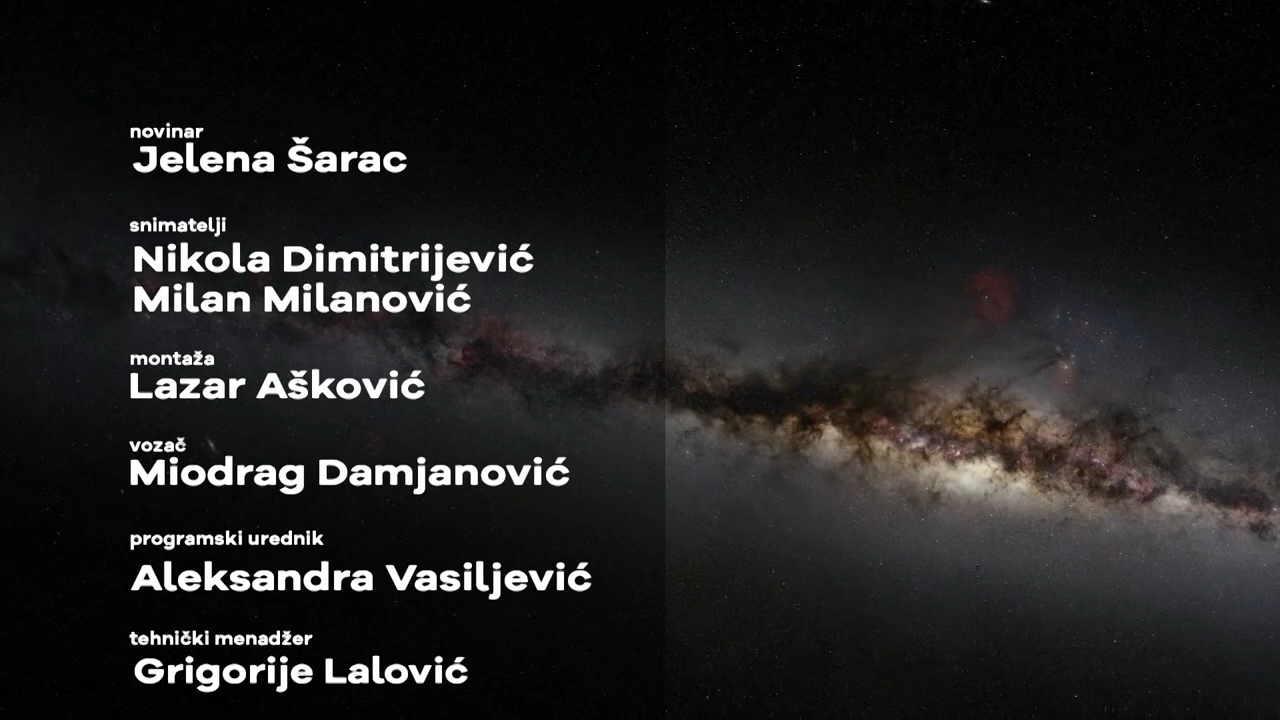 novinar
Jelena Šarac
snimatelji
Nikola Dimitrijević
Milan Milanović
montaža
Lazar Ašković
vozač
Miodrag Damjanović
programski urednik
Aleksandra Vasiljević
tehnički menadžer
Grigorije Lalović